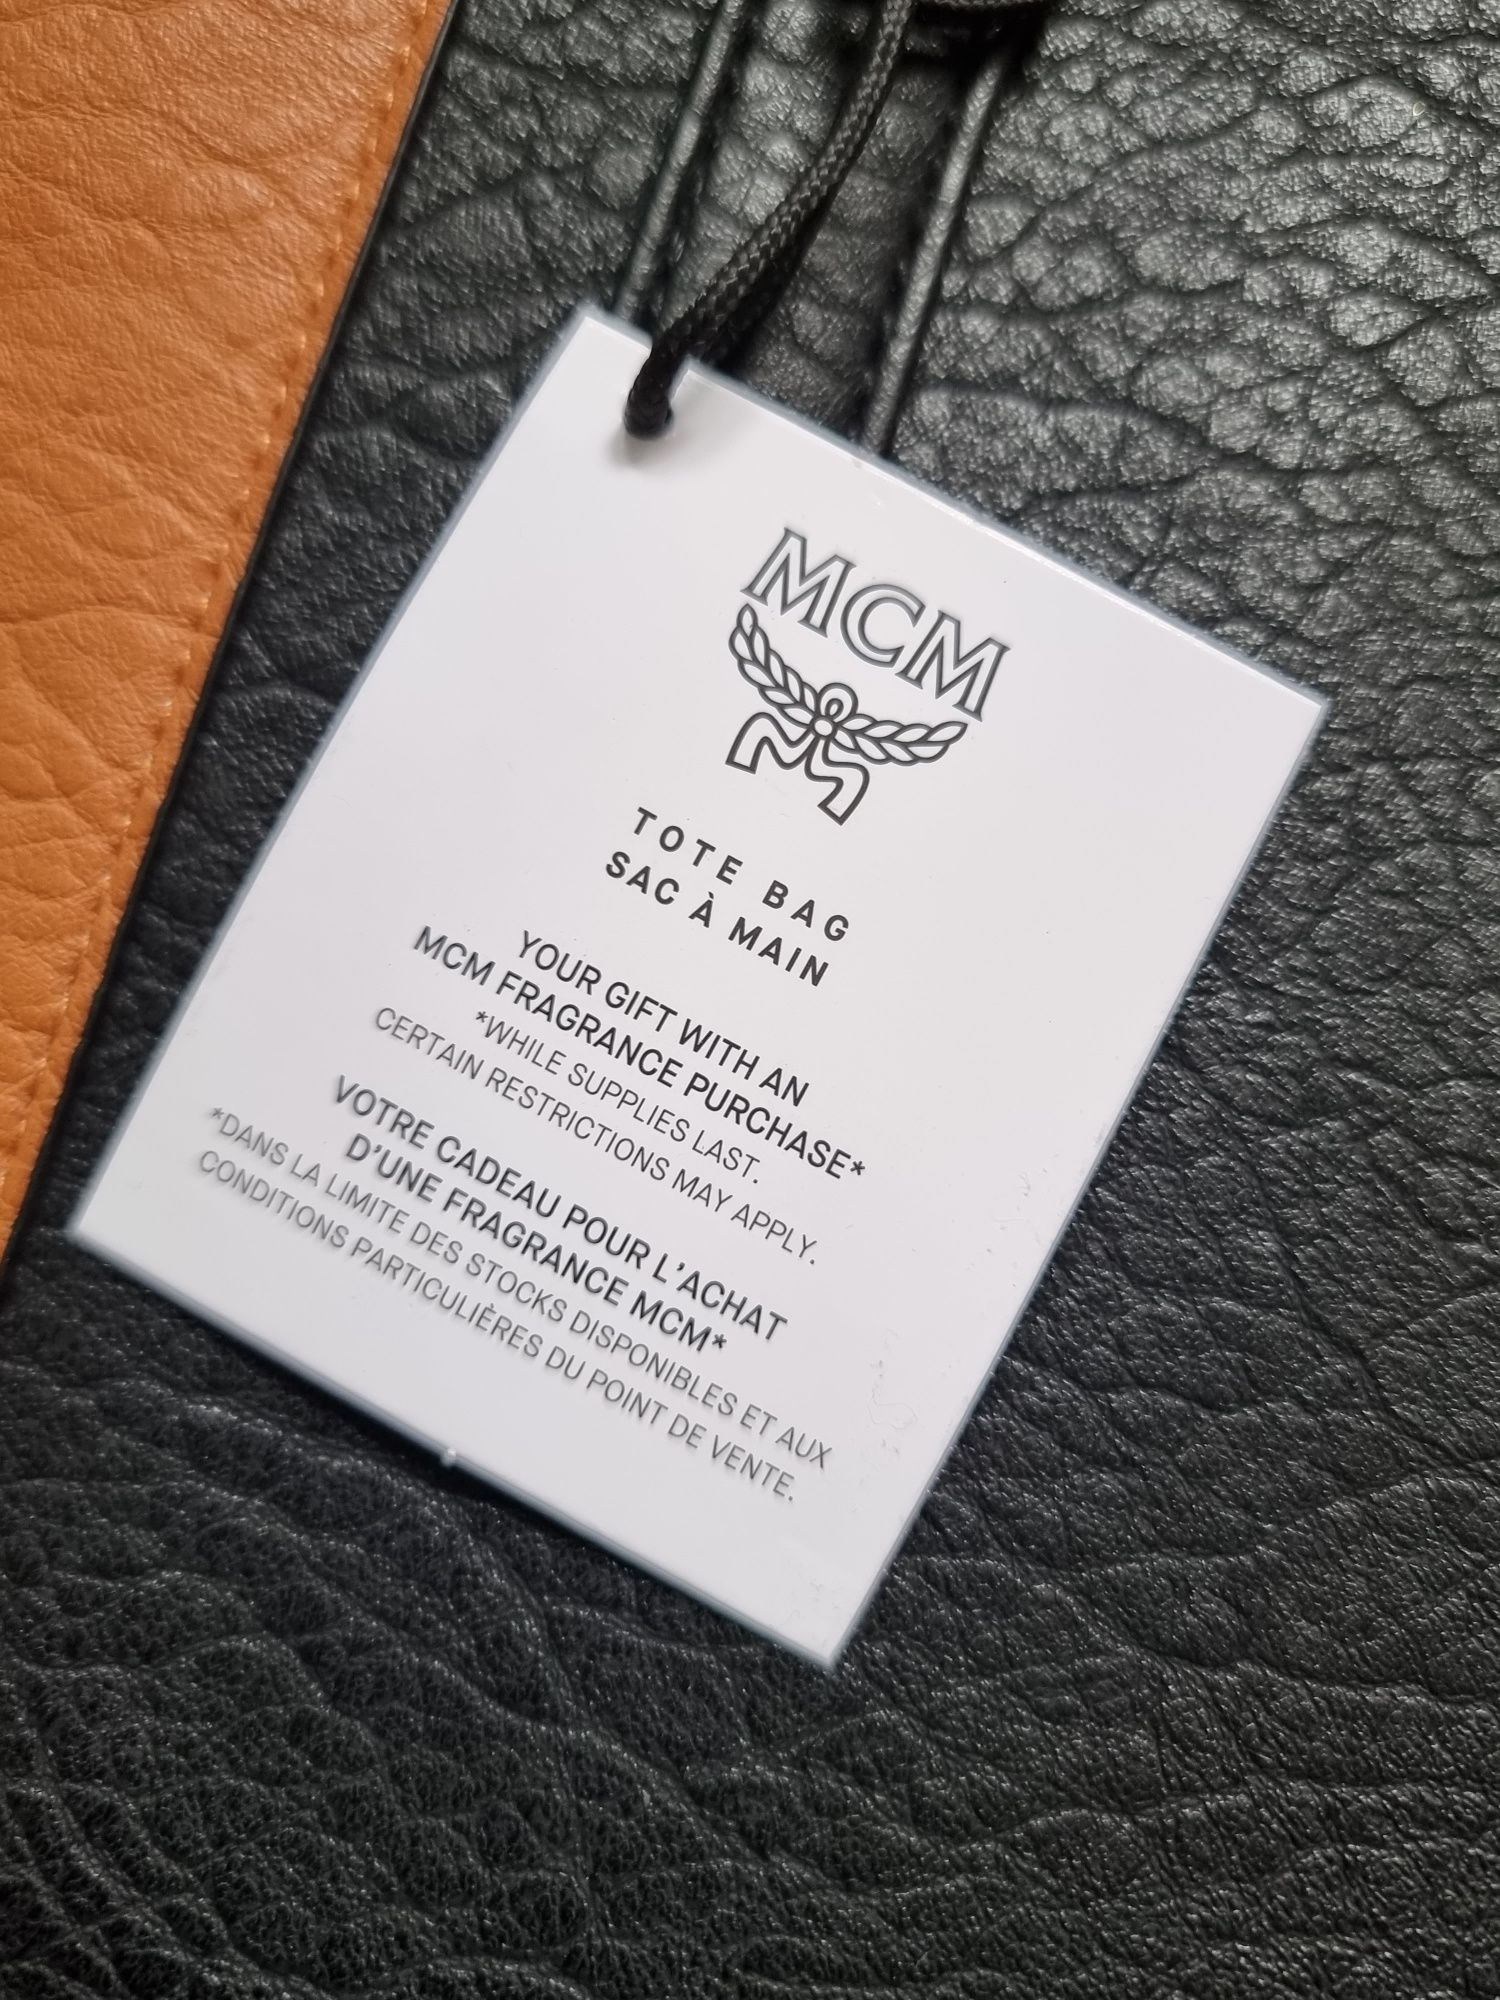 MCM
TOTE BAG
SAC À MAIN
YOUR GIFT WITH AN
MCM FRAGRANCE PURCHASE*
*WHILE SUPPLIES LAST.
CERTAIN RESTRICTIONS MAY APPLY.
VOTRE CADEAU POUR L'ACHAT
D'UNE FRAGRANCE MCM*
*DANS LA LIMITE DES STOCKS DISPONIBLES ET AUX
CONDITIONS PARTICULIÈRES DU POINT DE VENTE.